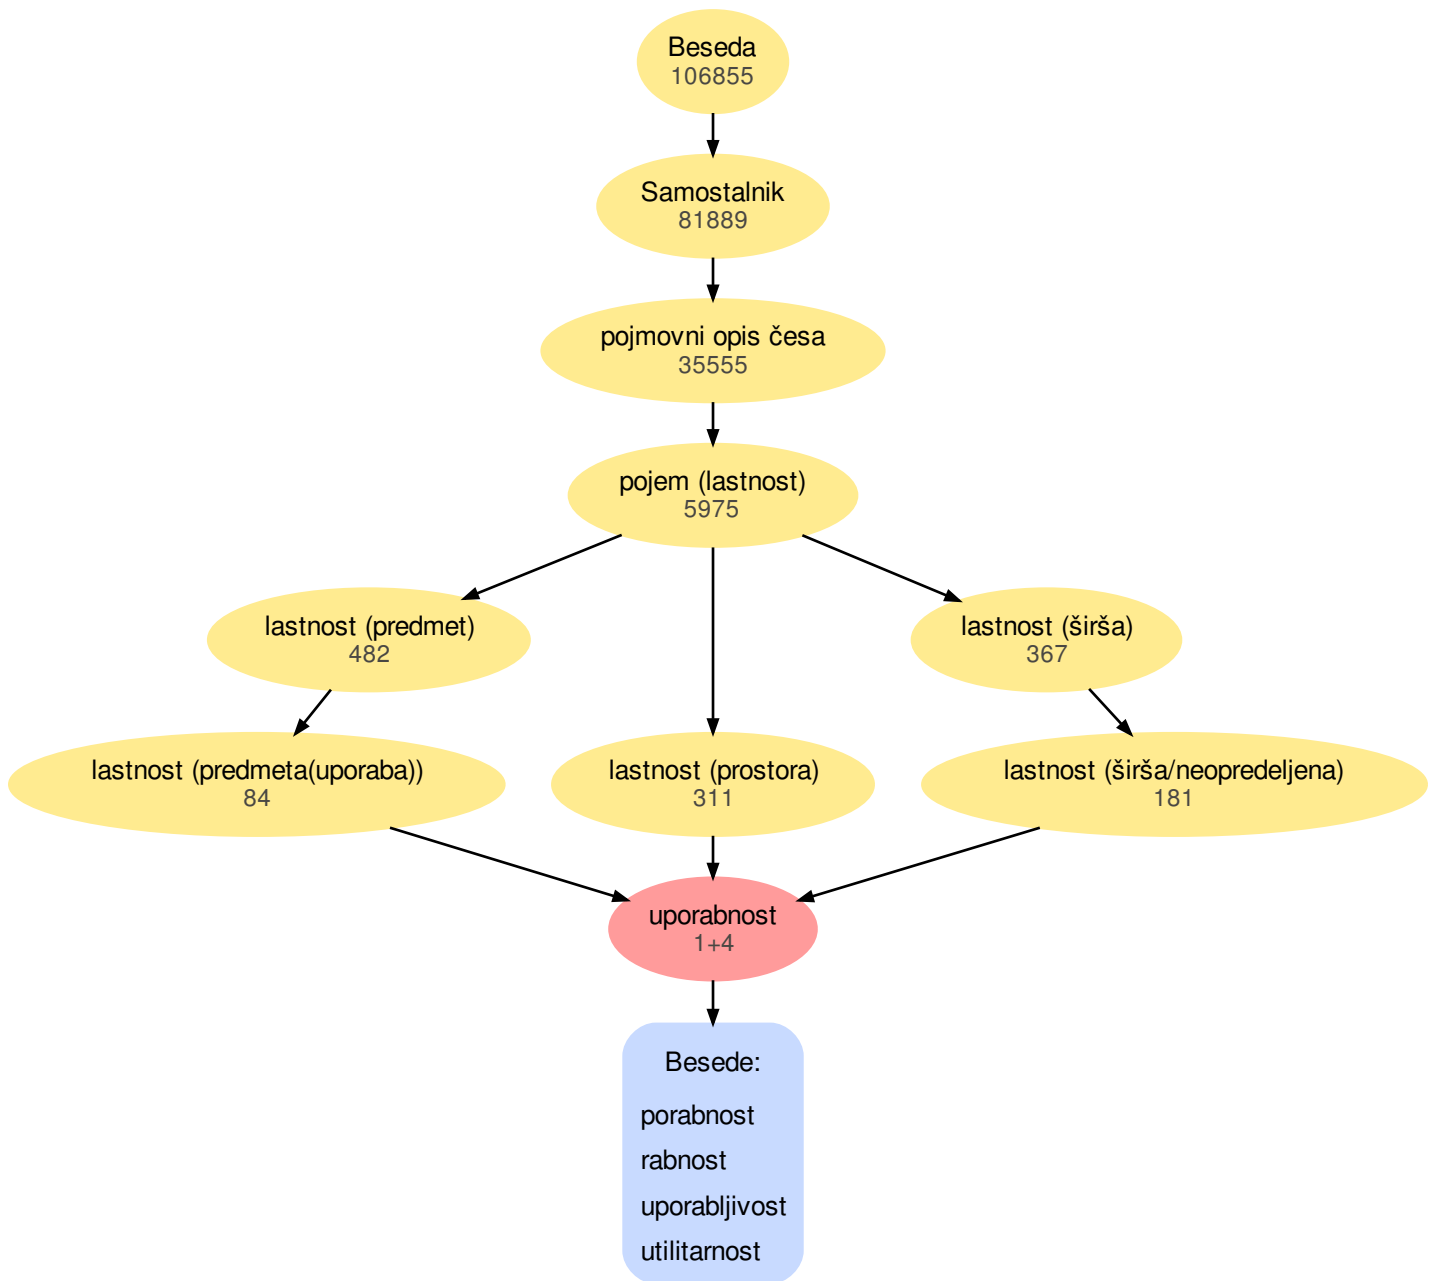 Beseda
106855
Samostalnik
81889
pojmovni opis česa
35555
pojem (lastnost)
5975
lastnost (predmet)
482
lastnost (širša)
367
lastnost (predmeta(uporaba))
84
lastnost (prostora)
311
lastnost (širša/neopredeljena)
181
uporabnost
1+4
Besede:
porabnost
rabnost
uporabljivost
utilitarnost